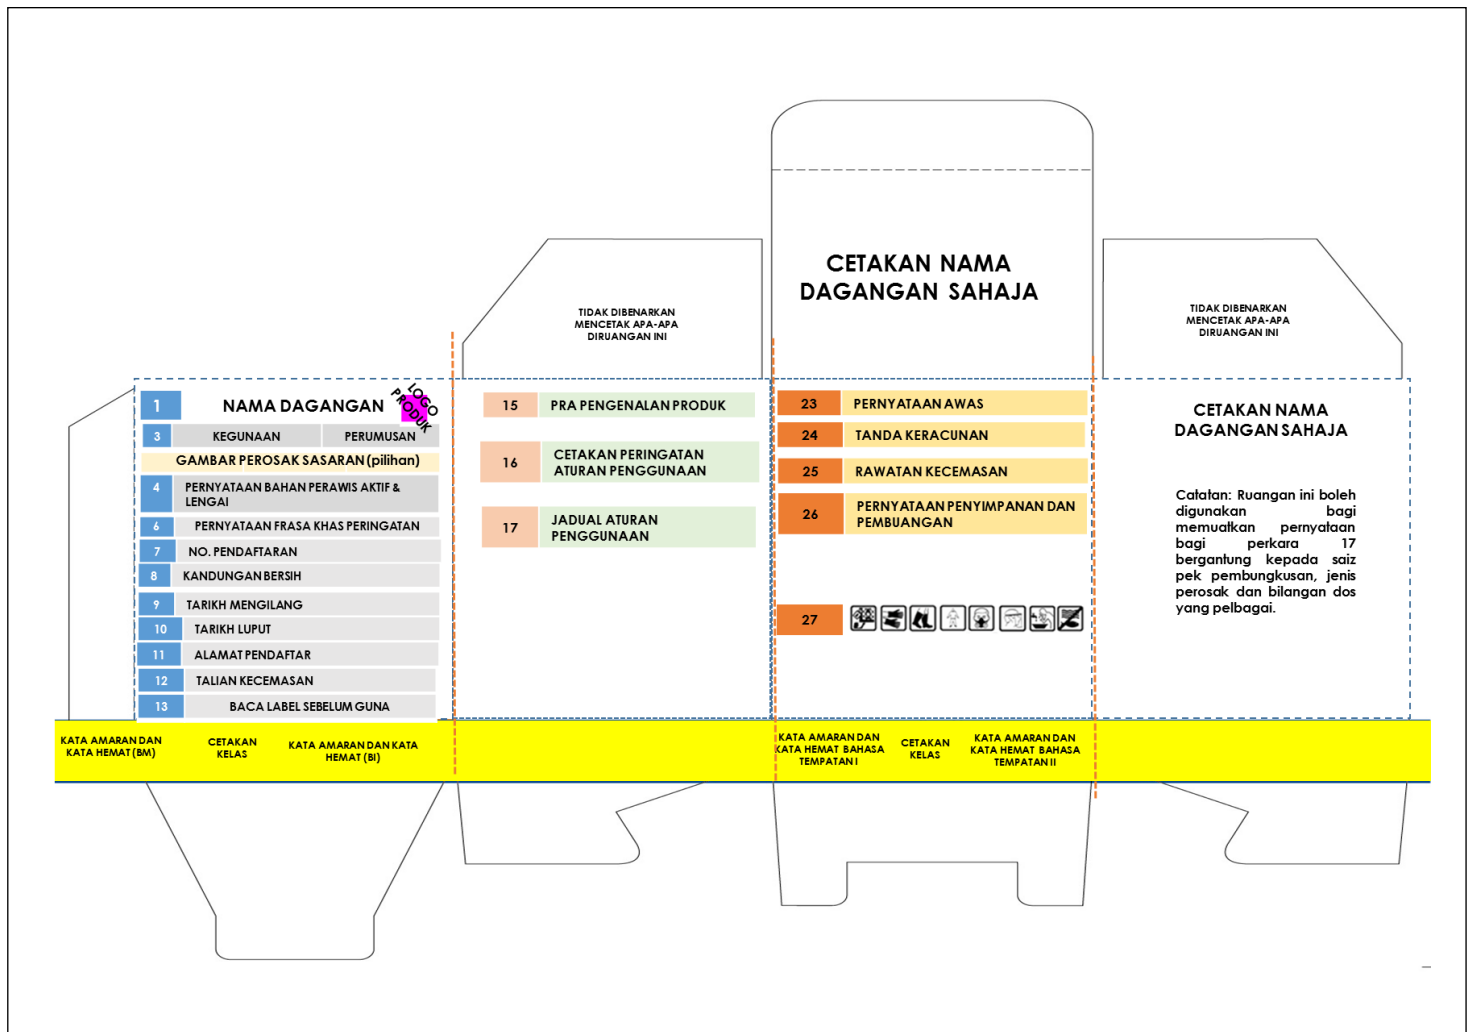 CETAKAN NAMA
DAGANGAN SAHAJA
TIDAK DIBENARKAN
MENCETAK APA-APA
DIRUANGAN INI
TIDAK DIBENARKAN
MENCETAK APA-APA
DIRUANGAN INI
1 NAMA DAGANGAN
LOGO
PRODUK
3 KEGUNAAN PERUMUSAN
GAMBAR PEROSAK SASARAN (pilihan)
4 PERNYATAAN BAHAN PERAWIS AKTIF &
LENGAI
6 PERNYATAAN FRASA KHAS PERINGATAN
7 NO. PENDAFTARAN
8 KANDUNGAN BERSIH
9 TARIKH MENGILANG
10 TARIKH LUPUT
11 ALAMAT PENDAFTAR
12 TALIAN KECEMASAN
13 BACA LABEL SEBELUM GUNA
15 PRA PENGENALAN PRODUK
16 CETAKAN PERINGATAN
ATURAN PENGGUNAAN
17 JADUAL ATURAN
PENGGUNAAN
23 PERNYATAAN AWAS
24 TANDA KERACUNAN
25 RAWATAN KECEMASAN
26 PERNYATAAN PENYIMPANAN DAN
PEMBUANGAN
27
CETAKAN NAMA
DAGANGAN SAHAJA
Catatan: Ruangan ini boleh
digunakan bagi
memuatkan pernyataan
bagi perkara 17
bergantung kepada saiz
pek pembungkusan, jenis
perosak dan bilangan dos
yang pelbagai.
KATA AMARAN DAN
KATA HEMAT (BM)
CETAKAN
KELAS
KATA AMARAN DAN KATA
HEMAT (BI)
KATA AMARAN DAN
KATA HEMAT BAHASA
TEMPATAN I
CETAKAN
KELAS
KATA AMARAN DAN
KATA HEMAT BAHASA
TEMPATAN II